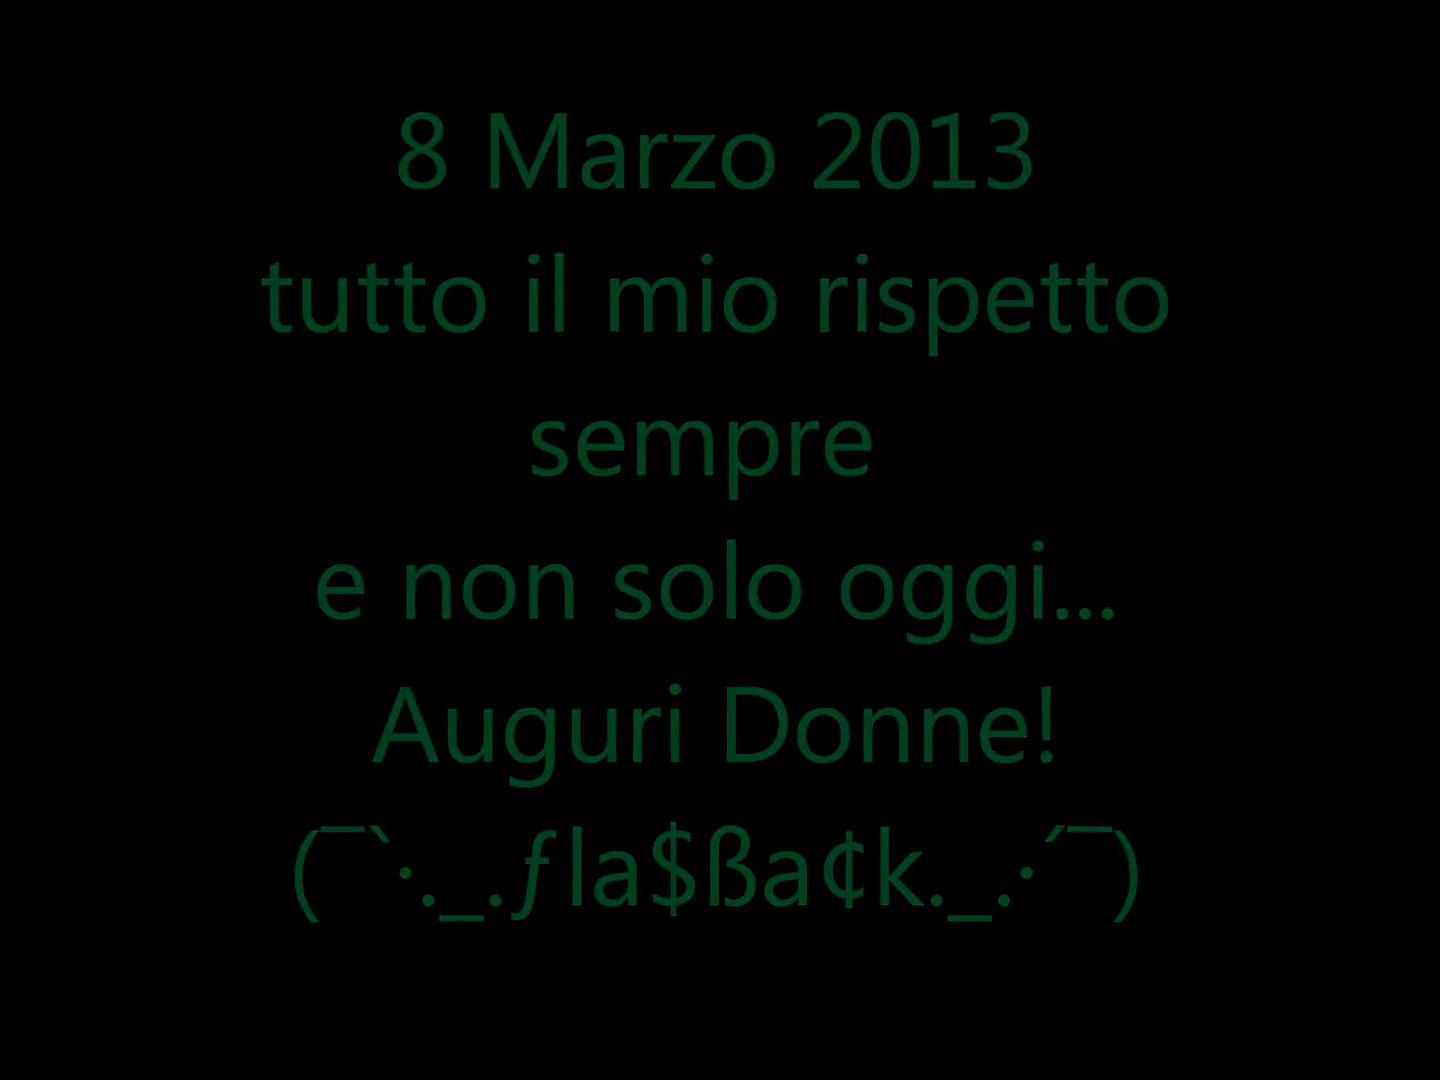 8 Marzo 2013
tutto il mio rispetto
sempre
e non solo oggi...
Auguri Donne!
(¯`·._.ƒla$ßa¢k._.·´¯)